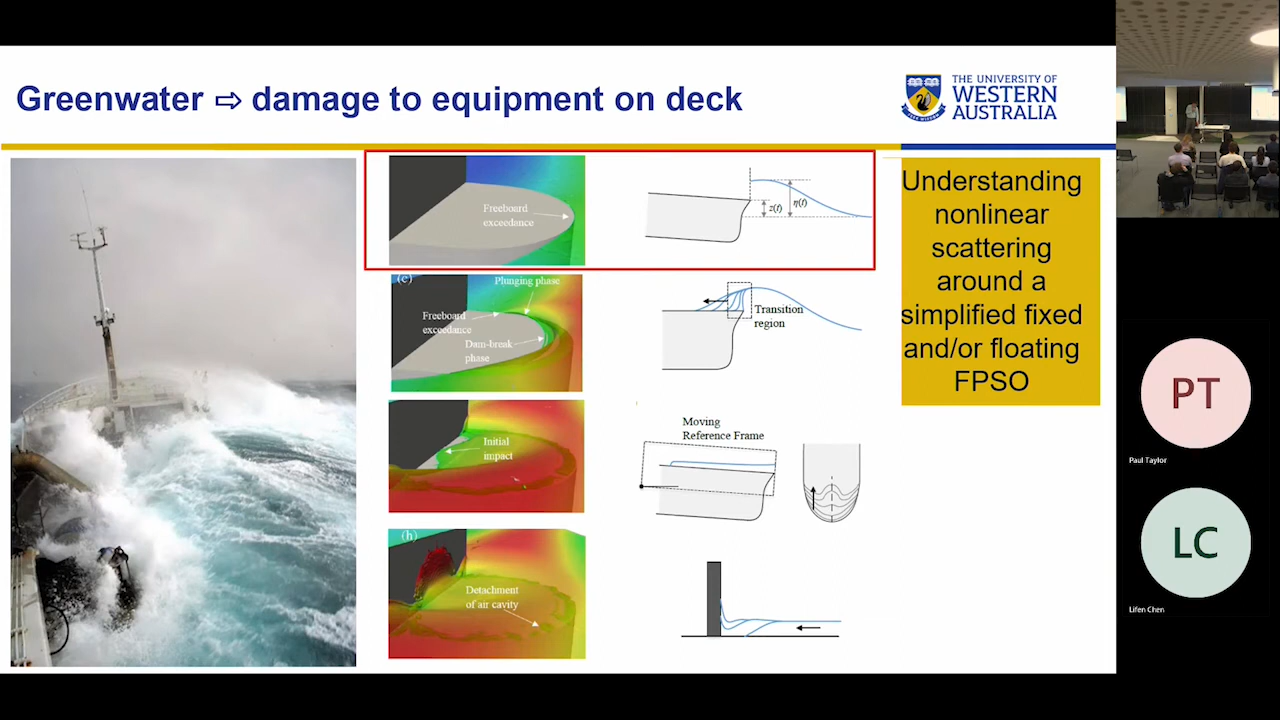 Greenwater ⇨ damage to equipment on deck
THE UNIVERSITY OF
WESTERN
AUSTRALIA
Freeboard
exceedance
z(t)
η(t)
Understanding
nonlinear
scattering
around a
simplified fixed
and/or floating
FPSO
(c)
Plunging phase
Freeboard
exceedance
Dam-break
phase
Transition
region
Initial
impact
Moving
Reference Frame
(h)
Detachment
of air cavity
PT
Paul Taylor
LC
Lifen Chen